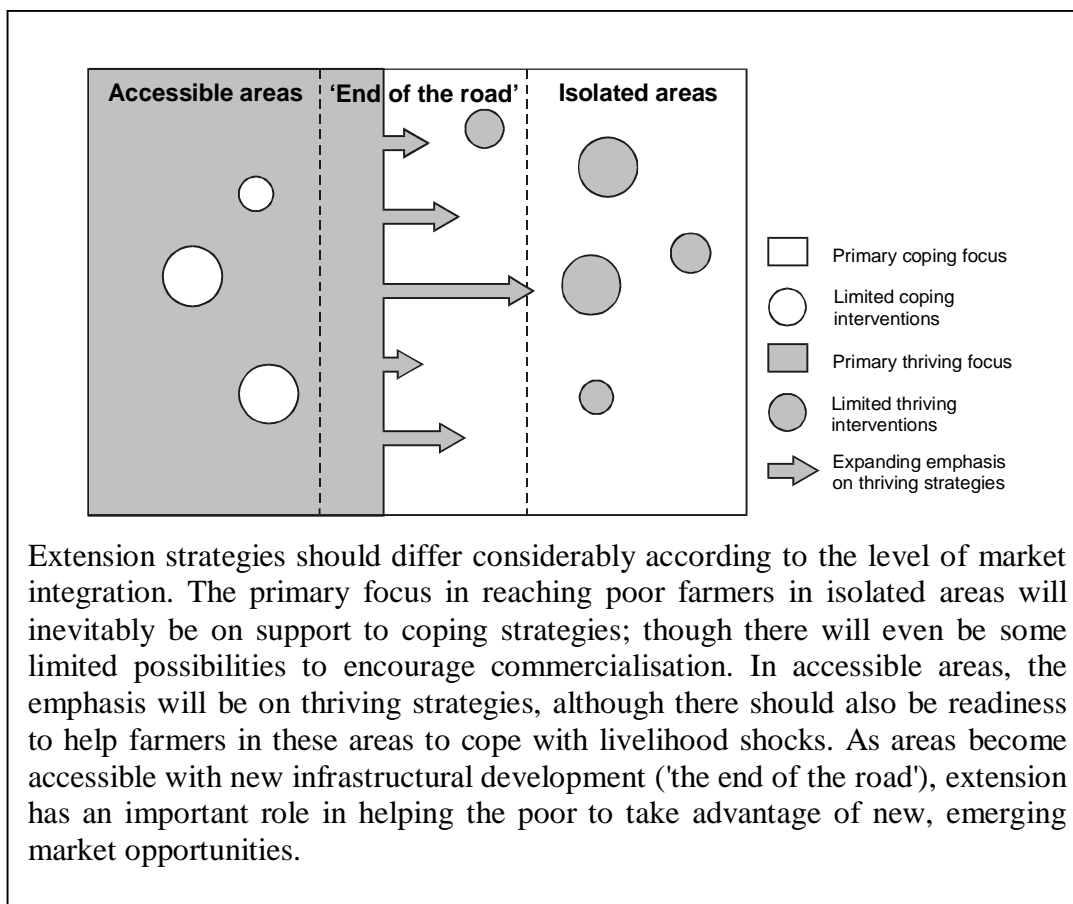 Accessible areas
‘End of the road’
Isolated areas
Primary coping focus
Limited coping
interventions
Primary thriving focus
Limited thriving
interventions
Expanding emphasis
on thriving strategies
Extension strategies should differ considerably according to the level of market
integration. The primary focus in reaching poor farmers in isolated areas will
inevitably be on support to coping strategies; though there will even be some
limited possibilities to encourage commercialisation. In accessible areas, the
emphasis will be on thriving strategies, although there should also be readiness
to help farmers in these areas to cope with livelihood shocks. As areas become
accessible with new infrastructural development ('the end of the road'), extension
has an important role in helping the poor to take advantage of new, emerging
market opportunities.